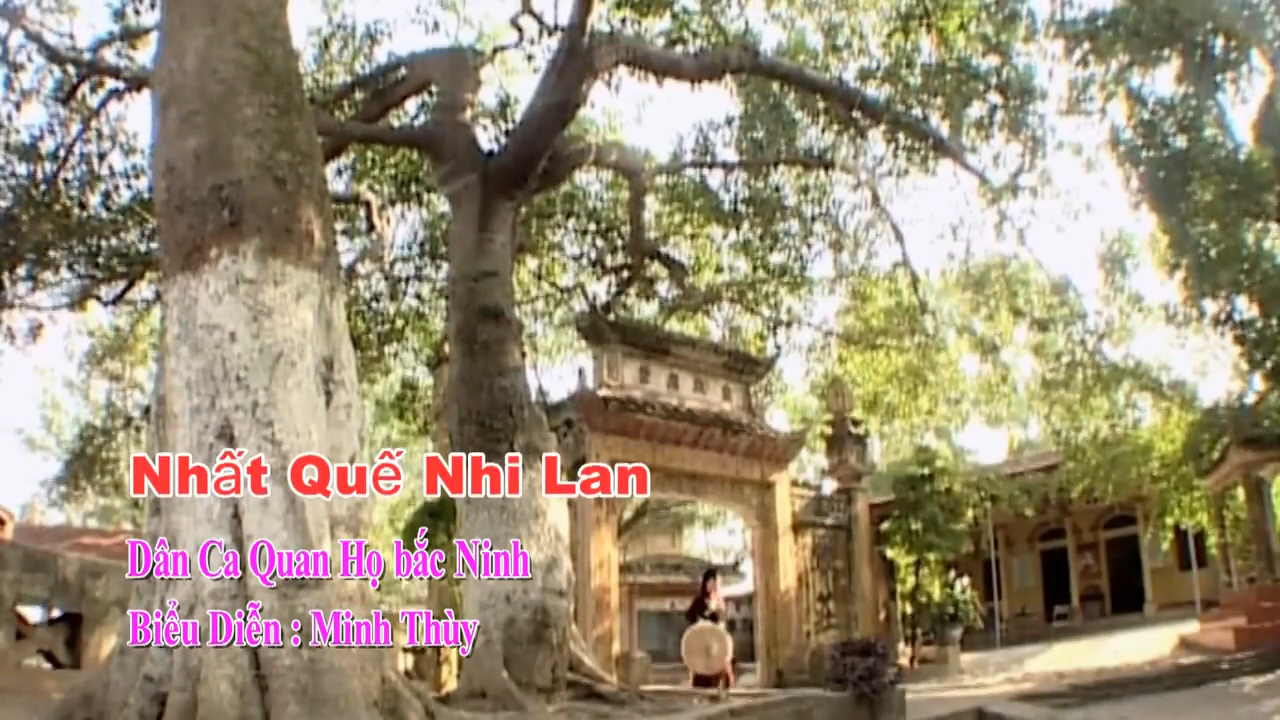 Nhất Quế Nhi Lan
Dân Ca Quan Họ bắc Ninh
Biểu Diễn : Minh Thùy